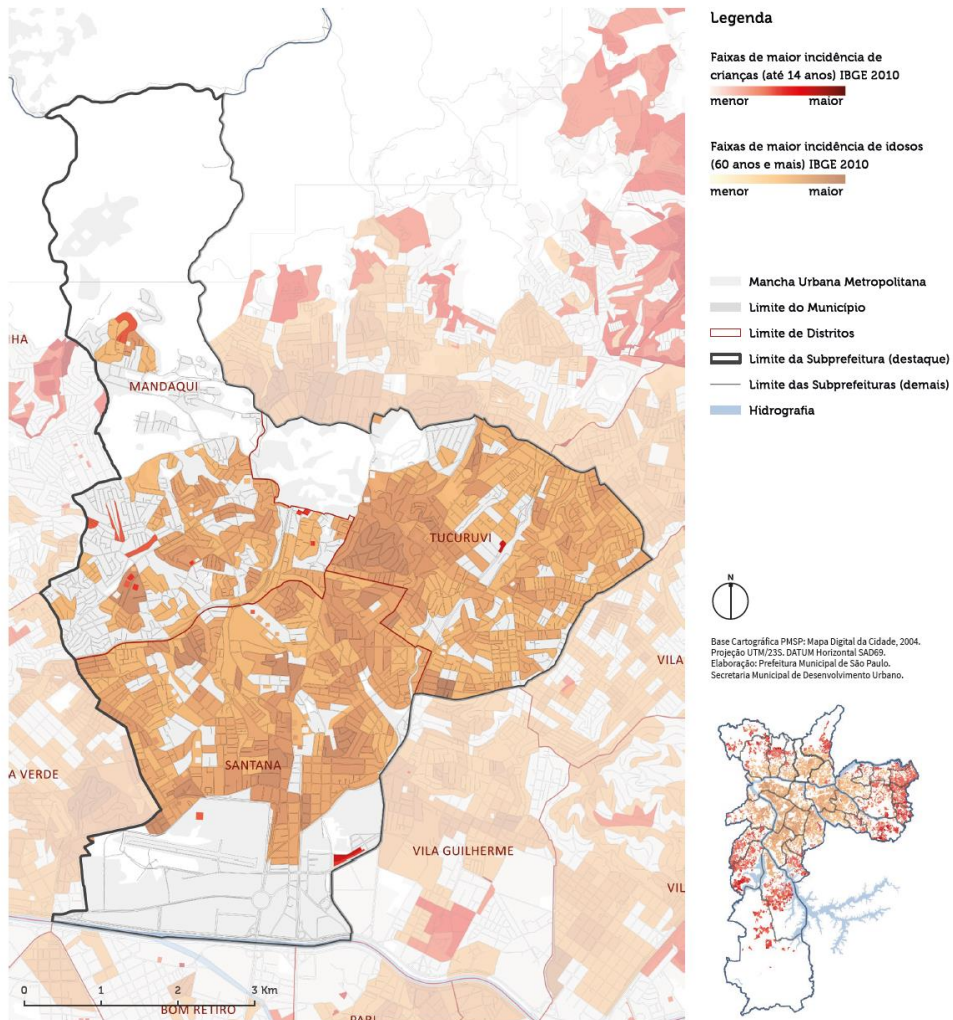 Legenda
Faixas de maior incidência de
crianças (até 14 anos) IBGE 2010
menor maior
Faixas de maior incidência de idosos
(60 anos e mais) IBGE 2010
menor maior
Mancha Urbana Metropolitana
Limite do Município
Limite de Distritos
Limite da Subprefeitura (destaque)
Limite das Subprefeituras (demais)
Hidrografia
N
Base Cartográfica PMSP: Mapa Digital da Cidade, 2004.
Projeção UTM/23S. DATUM Horizontal SAD69.
Elaboração: Prefeitura Municipal de São Paulo.
Secretaria Municipal de Desenvolvimento Urbano.
HA
MANDAQUI
TUCURUVI
VILA
SANTANA
A VERDE
VILA GUILHERME
VIL
0 1 2 3 Km
BOM RETIRO
PARI